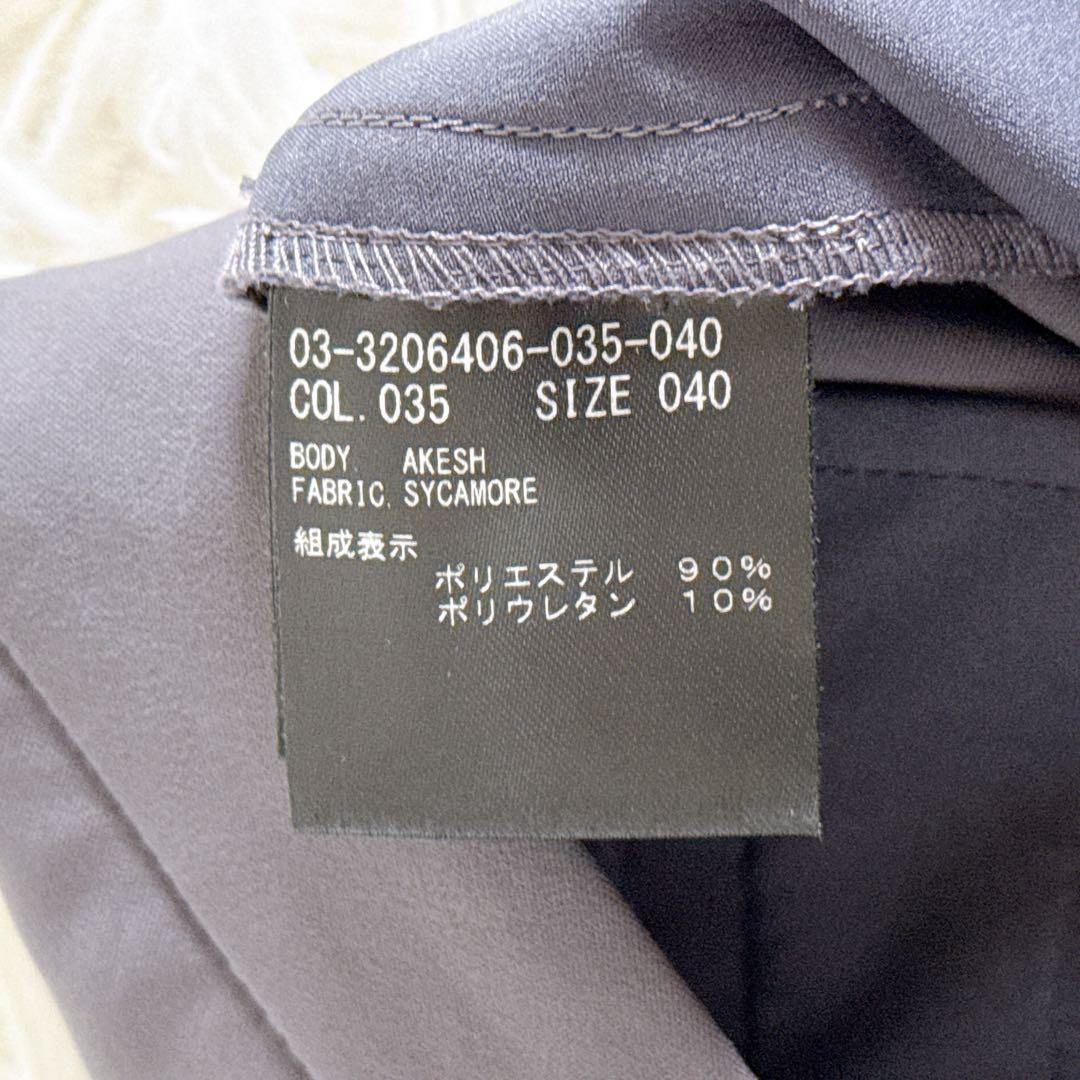 03-3206406-035-040
COL. 035 SIZE 040
BODY. AKESH
FABRIC. SYCAMORE
組成表示
ポリエステル ９０％
ポリウレタン １０％